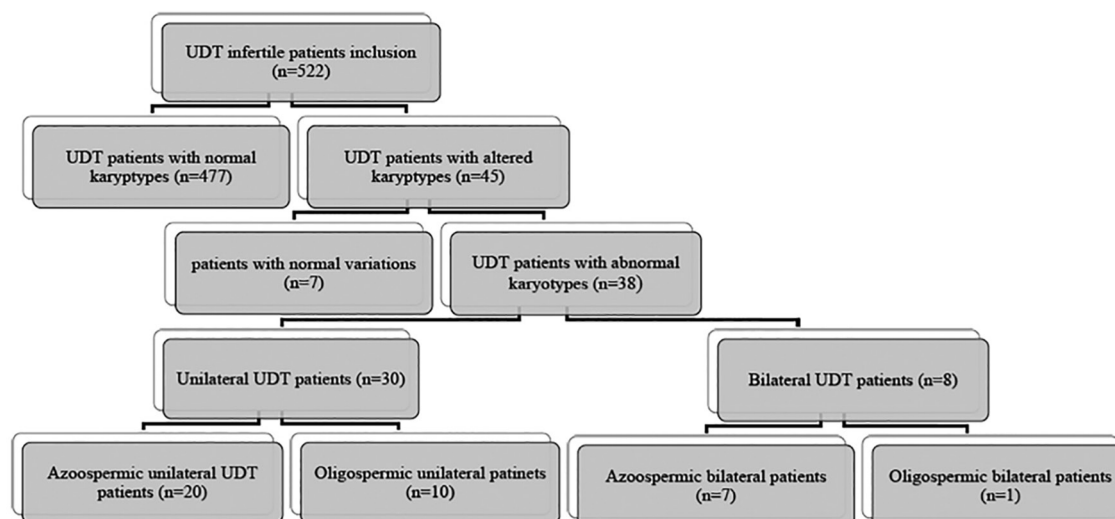 UDT infertile patients inclusion
(n=522)
UDT patients with normal
karyptypes (n=477)
UDT patients with altered
karyptypes (n=45)
patients with normal variations
(n=7)
UDT patients with abnormal
karyotypes (n=38)
Unilateral UDT patients (n=30)
Bilateral UDT patients (n=8)
Azoospermic unilateral UDT
patients (n=20)
Oligospermic unilateral patinets
(n=10)
Azoospermic bilateral patients
(n=7)
Oligospermic bilateral patients
(n=1)